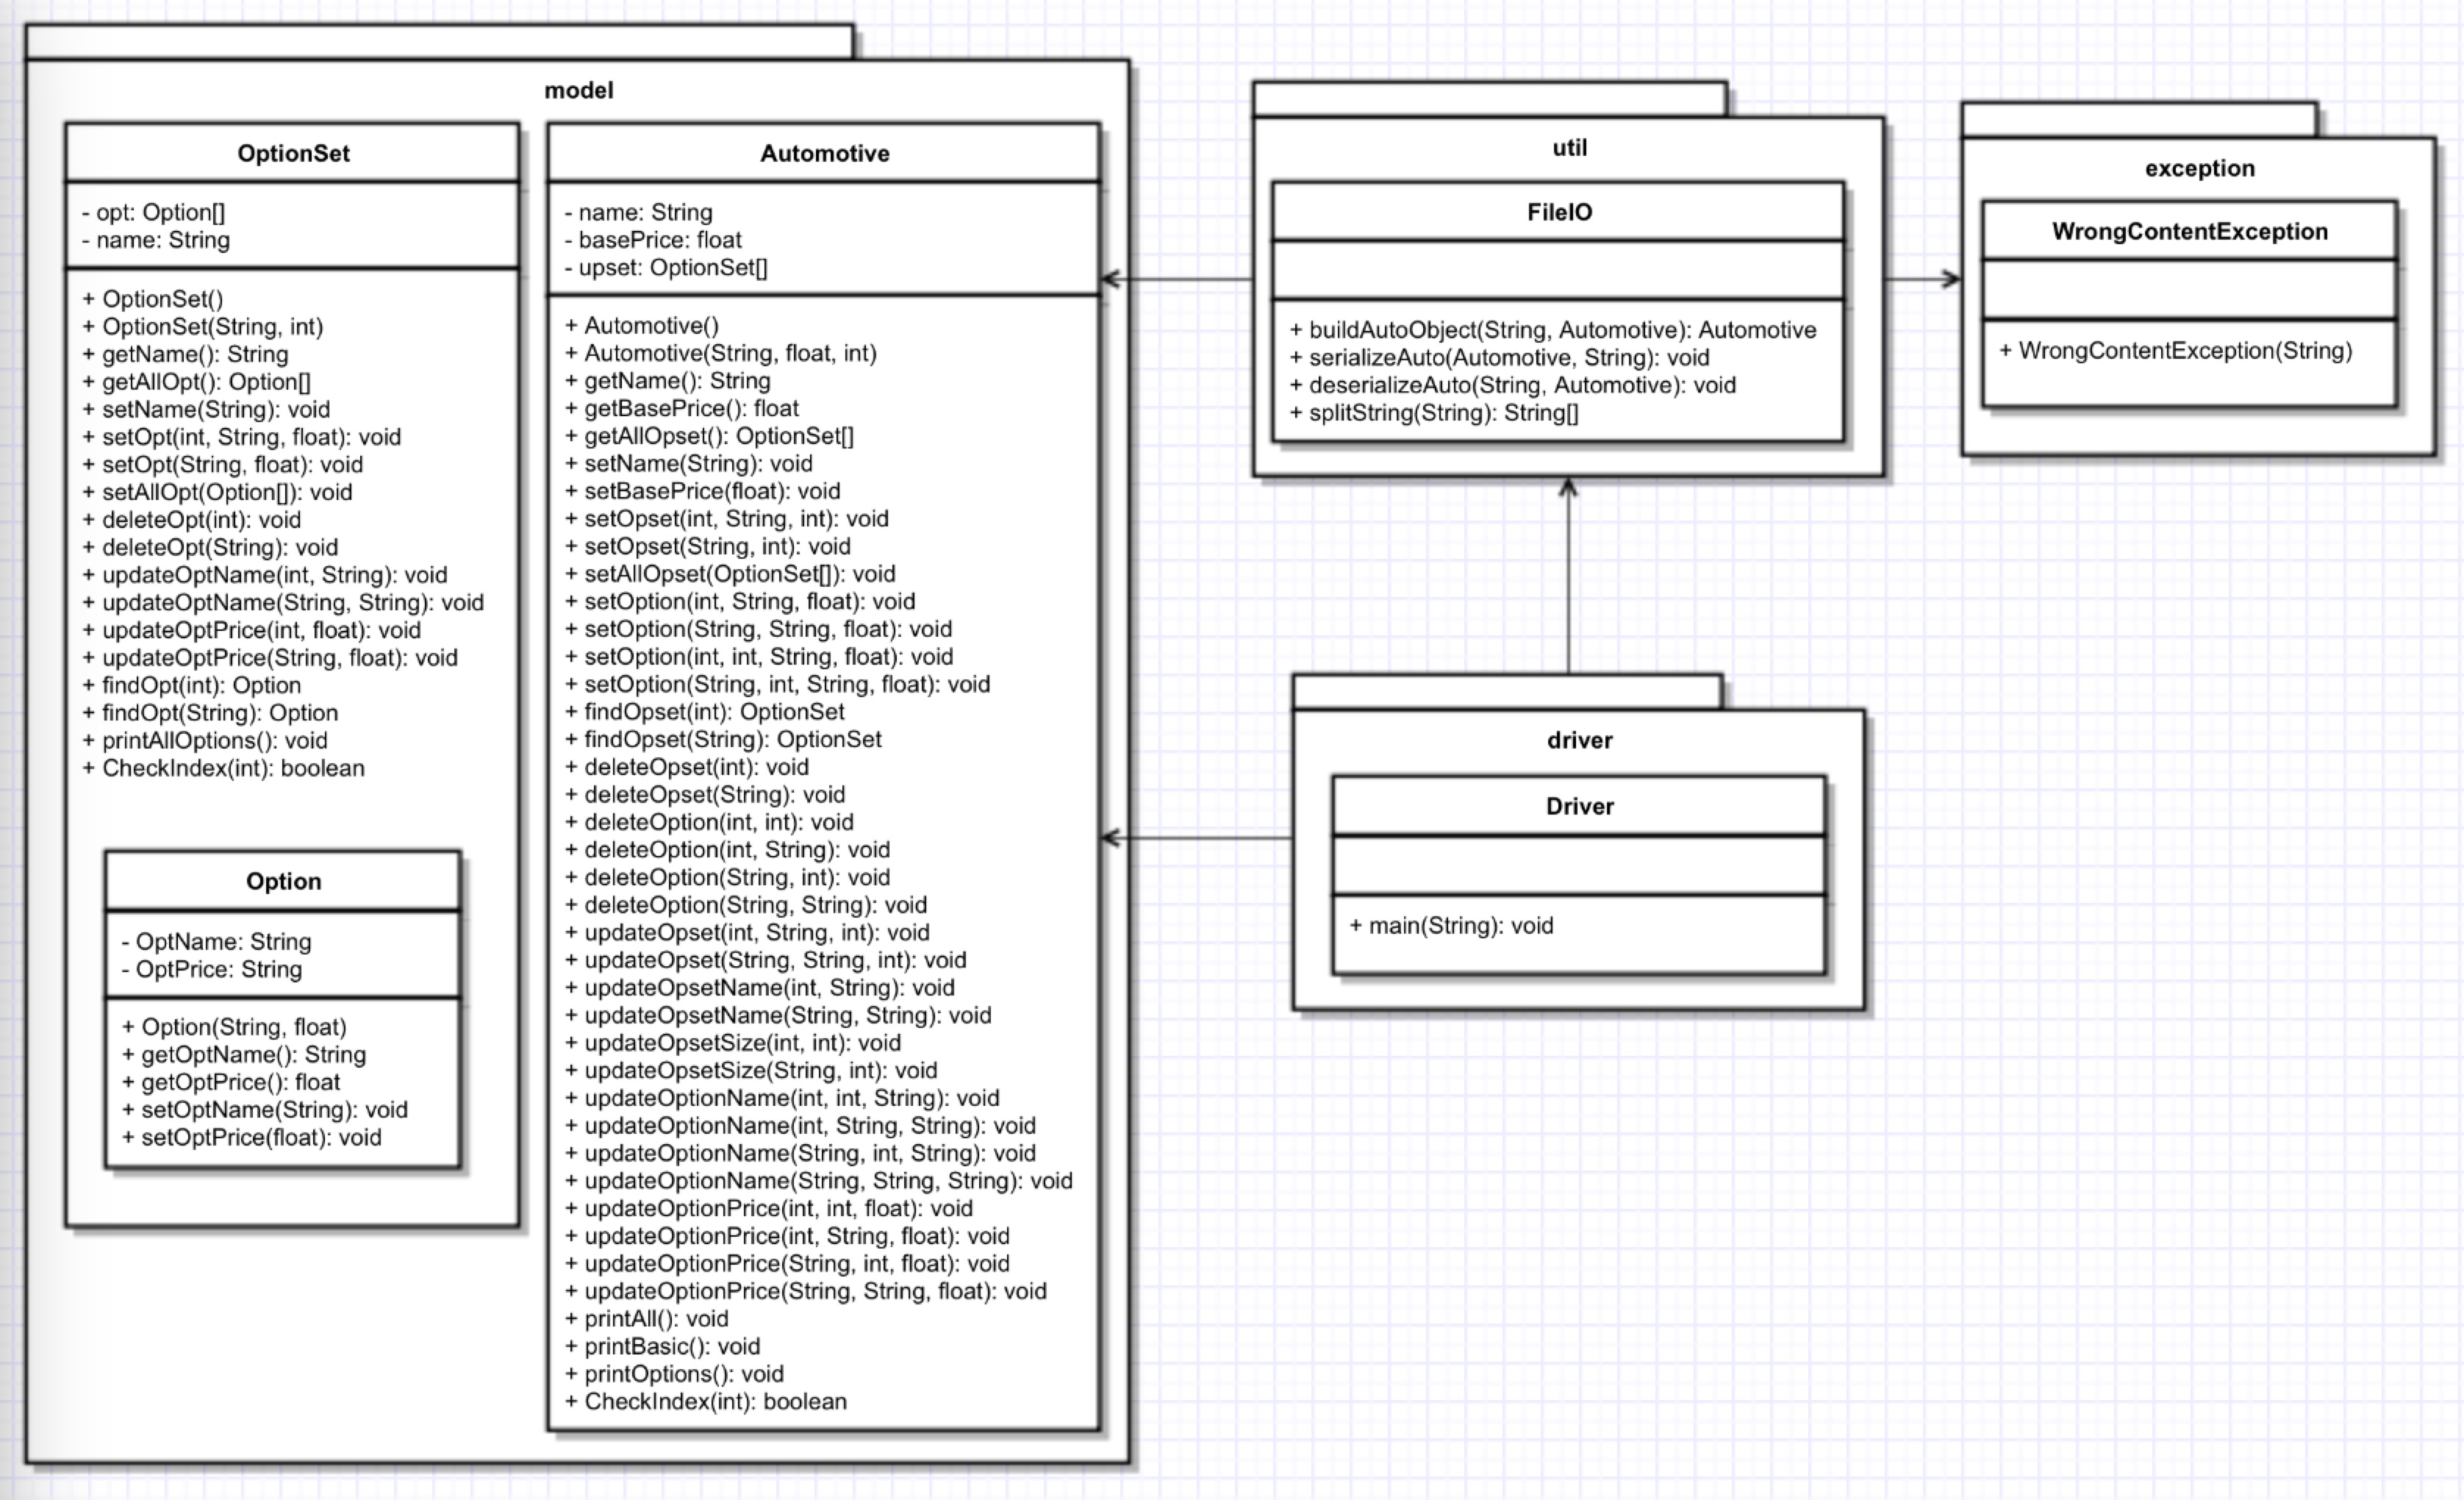 model
OptionSet
- opt: Option[]
- name: String
+ OptionSet()
+ OptionSet(String, int)
+ getName(): String
+ getAllOpt(): Option[]
+ setName(String): void
+ setOpt(int, String, float): void
+ setOpt(String, float): void
+ setAllOpt(Option[]): void
+ deleteOpt(int): void
+ deleteOpt(String): void
+ updateOptName(int, String): void
+ updateOptName(String, String): void
+ updateOptPrice(int, float): void
+ updateOptPrice(String, float): void
+ findOpt(int): Option
+ findOpt(String): Option
+ printAllOptions(): void
+ CheckIndex(int): boolean
Option
- OptName: String
- OptPrice: String
+ Option(String, float)
+ getOptName(): String
+ getOptPrice(): float
+ setOptName(String): void
+ setOptPrice(float): void
Automotive
- name: String
- basePrice: float
- upset: OptionSet[]
+ Automotive()
+ Automotive(String, float, int)
+ getName(): String
+ getBasePrice(): float
+ getAllOpset(): OptionSet[]
+ setName(String): void
+ setBasePrice(float): void
+ setOpset(int, String, int): void
+ setOpset(String, int): void
+ setAllOpset(OptionSet[]): void
+ setOption(int, String, float): void
+ setOption(String, String, float): void
+ setOption(int, int, String, float): void
+ setOption(String, int, String, float): void
+ findOpset(int): OptionSet
+ findOpset(String): OptionSet
+ deleteOpset(int): void
+ deleteOpset(String): void
+ deleteOption(int, int): void
+ deleteOption(int, String): void
+ deleteOption(String, int): void
+ deleteOption(String, String): void
+ updateOpset(int, String, int): void
+ updateOpset(String, String, int): void
+ updateOpsetName(int, String): void
+ updateOpsetName(String, String): void
+ updateOpsetSize(int, int): void
+ updateOpsetSize(String, int): void
+ updateOptionName(int, int, String): void
+ updateOptionName(int, String, String): void
+ updateOptionName(String, int, String): void
+ updateOptionName(String, String, String): void
+ updateOptionPrice(int, int, float): void
+ updateOptionPrice(int, String, float): void
+ updateOptionPrice(String, int, float): void
+ updateOptionPrice(String, String, float): void
+ printAll(): void
+ printBasic(): void
+ printOptions(): void
+ CheckIndex(int): boolean
util
FileIO
+ buildAutoObject(String, Automotive): Automotive
+ serializeAuto(Automotive, String): void
+ deserializeAuto(String, Automotive): void
+ splitString(String): String[]
exception
WrongContentException
+ WrongContentException(String)
driver
Driver
+ main(String): void